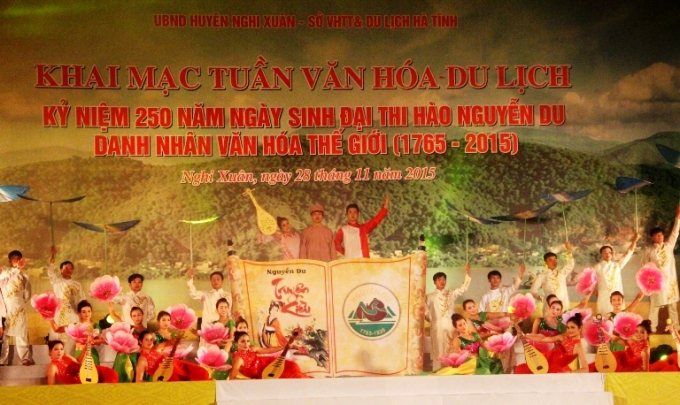 UBND HUYỆN NGHI XUÂN - SỞ VHTT& DU LỊCH HÀ TĨNH
KHAI MẠC TUẦN VĂN HÓA-DU LỊCH
KỶ NIỆM 250 NĂM NGÀY SINH ĐẠI THI HÀO NGUYỄN DU
DANH NHÂN VĂN HÓA THẾ GIỚI (1765 - 2015)
Nghi Xuân, ngày 28 tháng 11 năm 2015
Nguyễn Du
Truyện
Kiều
1765-1820